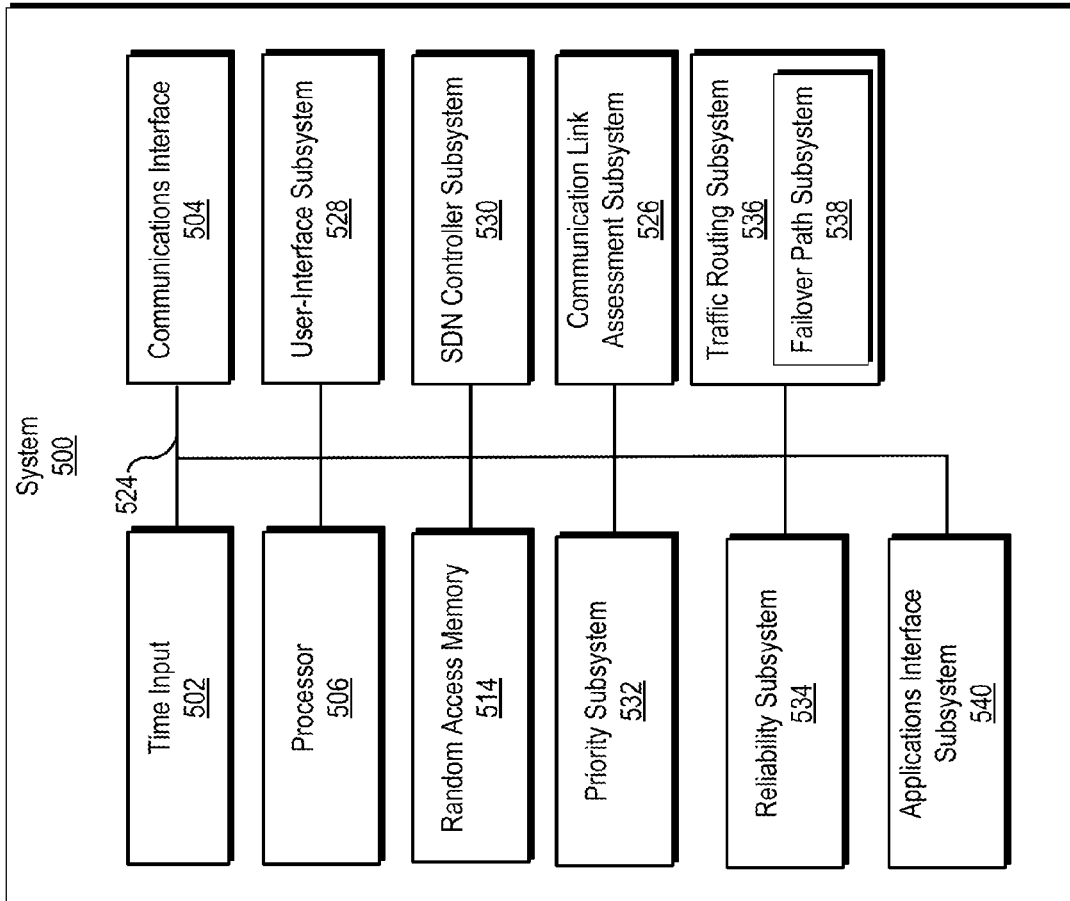 System
500
524
Time Input
502
Communications Interface
504
Processor
506
User-Interface Subsystem
528
Random Access Memory
514
SDN Controller Subsystem
530
Priority Subsystem
532
Communication Link
Assessment Subsystem
526
Reliability Subsystem
534
Traffic Routing Subsystem
536
Failover Path Subsystem
538
Applications Interface
Subsystem
540